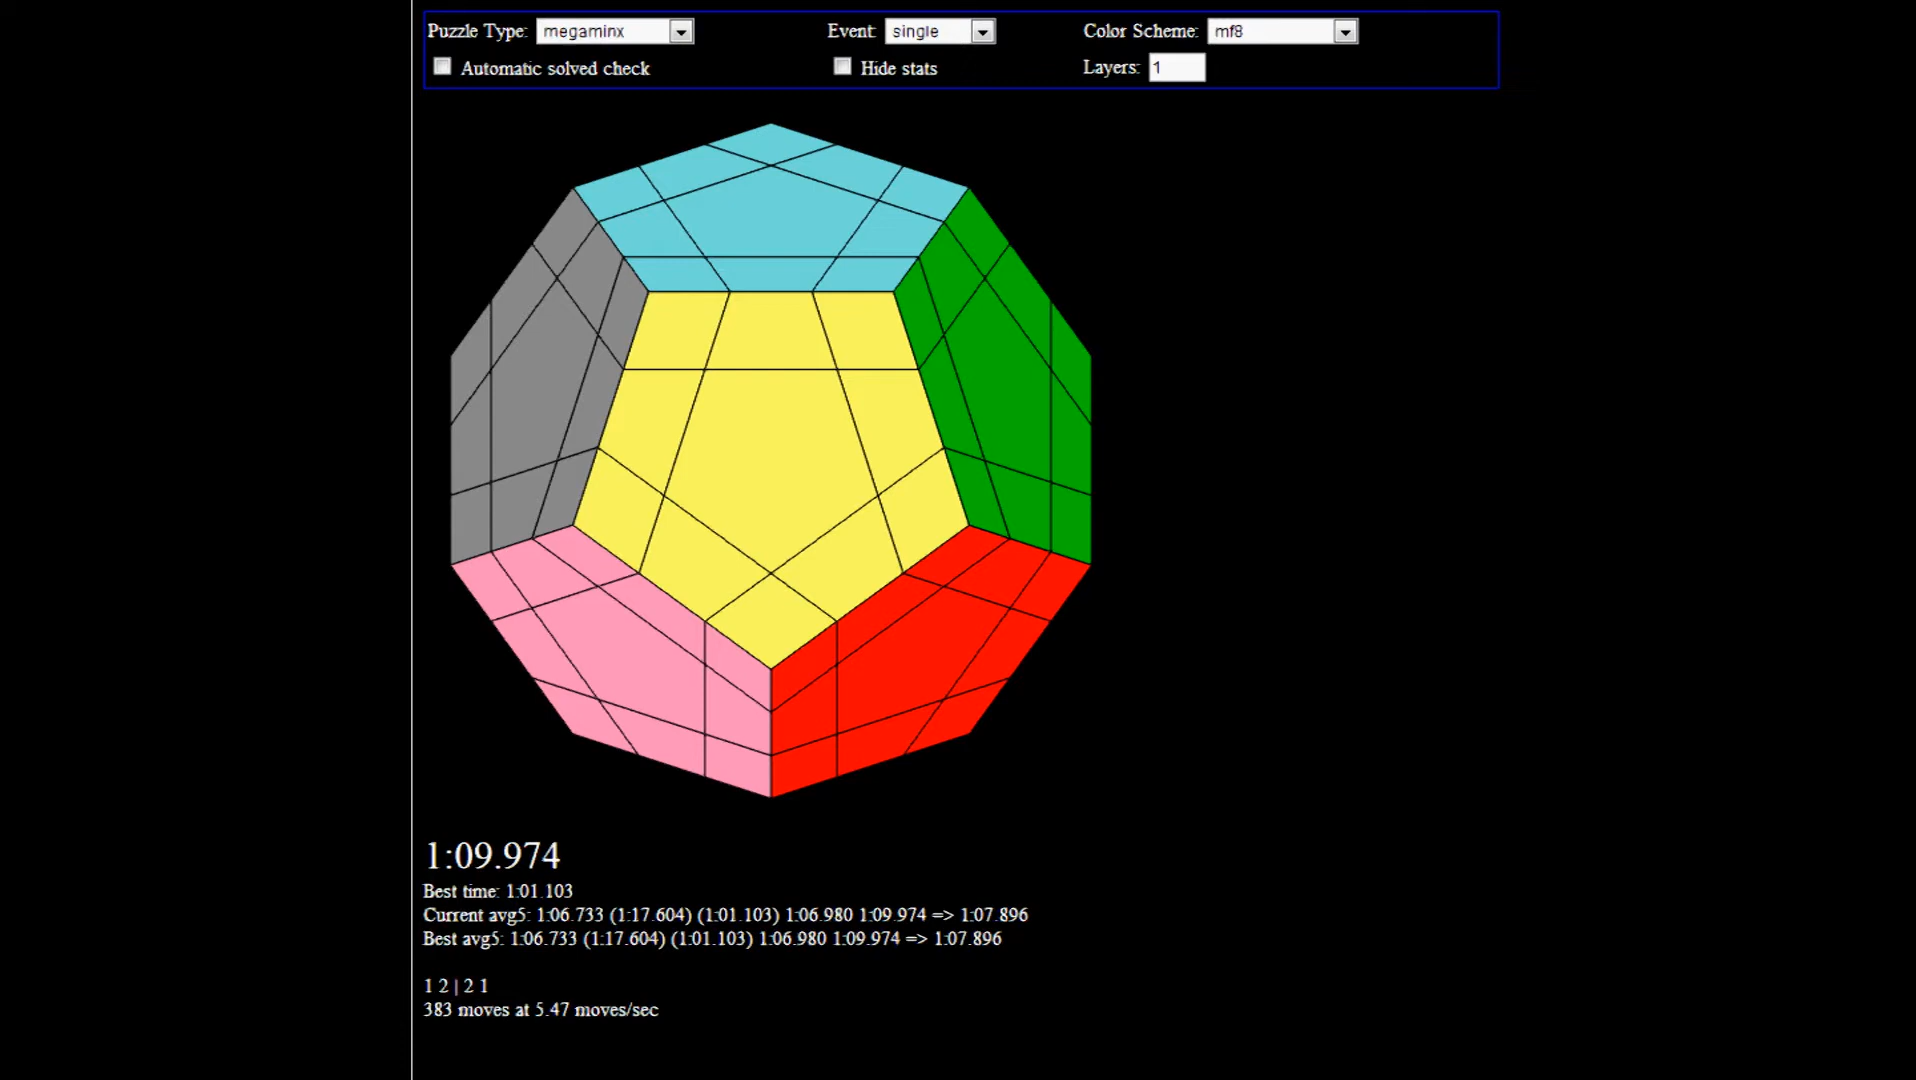 Puzzle Type: megaminx Event: single Color Scheme: mf8
Automatic solved check Hide stats Layers: 1
1:09.974
Best time: 1:01.103
Current avg5: 1:06.733 (1:17.604) (1:01.103) 1:06.980 1:09.974 => 1:07.896
Best avg5: 1:06.733 (1:17.604) (1:01.103) 1:06.980 1:09.974 => 1:07.896
1 2 | 2 1
383 moves at 5.47 moves/sec